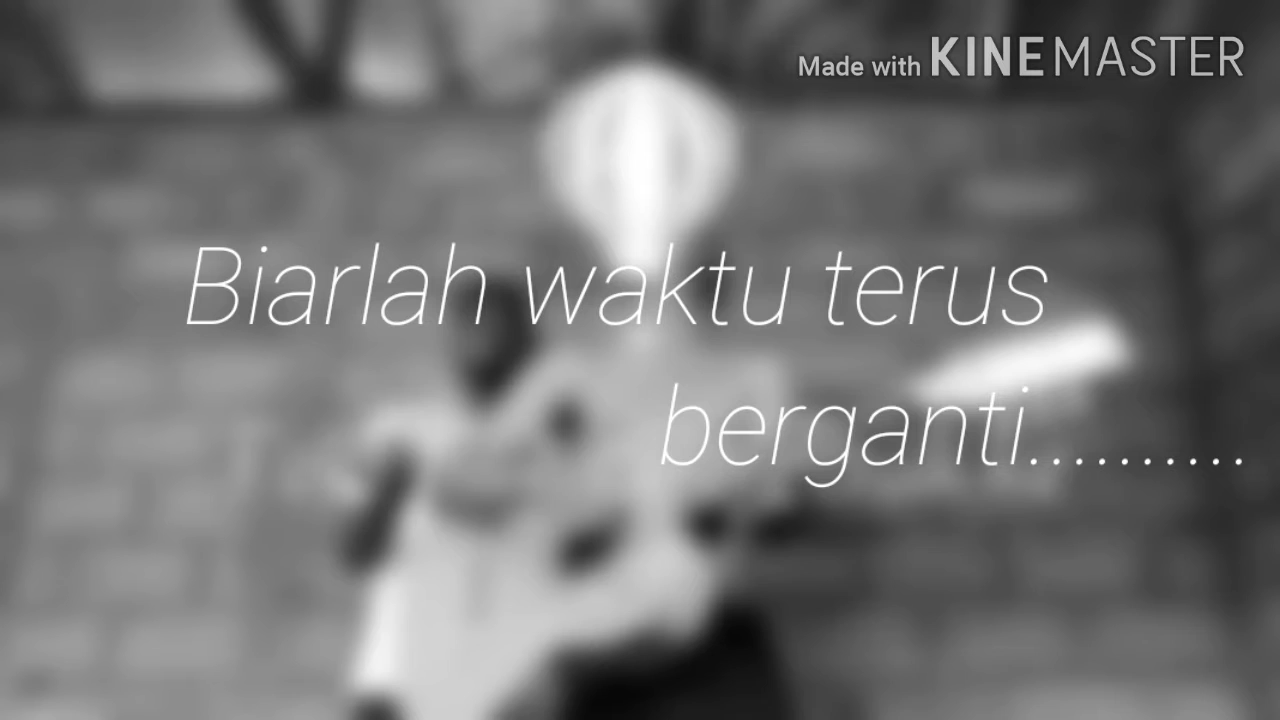 Made with KINEMASTER
Biarlah waktu terus
berganti..........